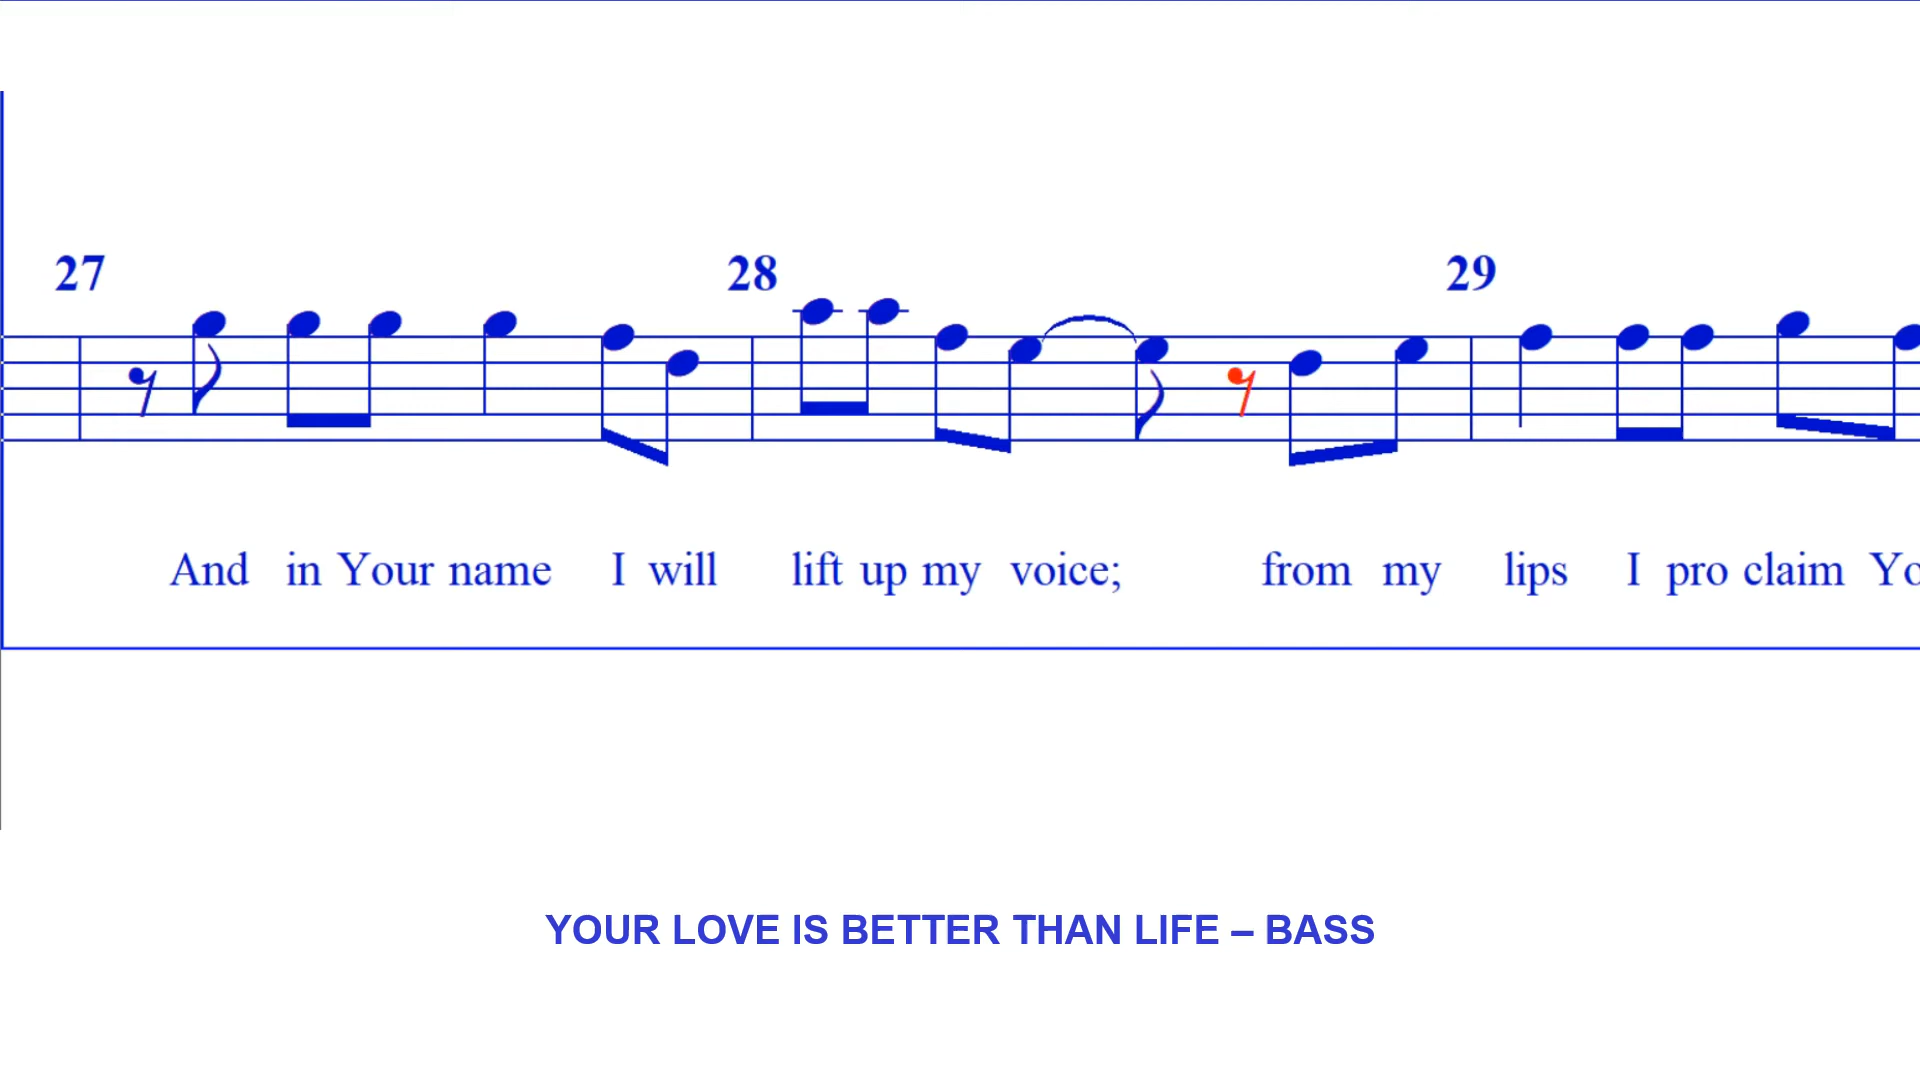 27 28 29
And in Your name I will lift up my voice; from my lips I pro claim Yo
YOUR LOVE IS BETTER THAN LIFE – BASS